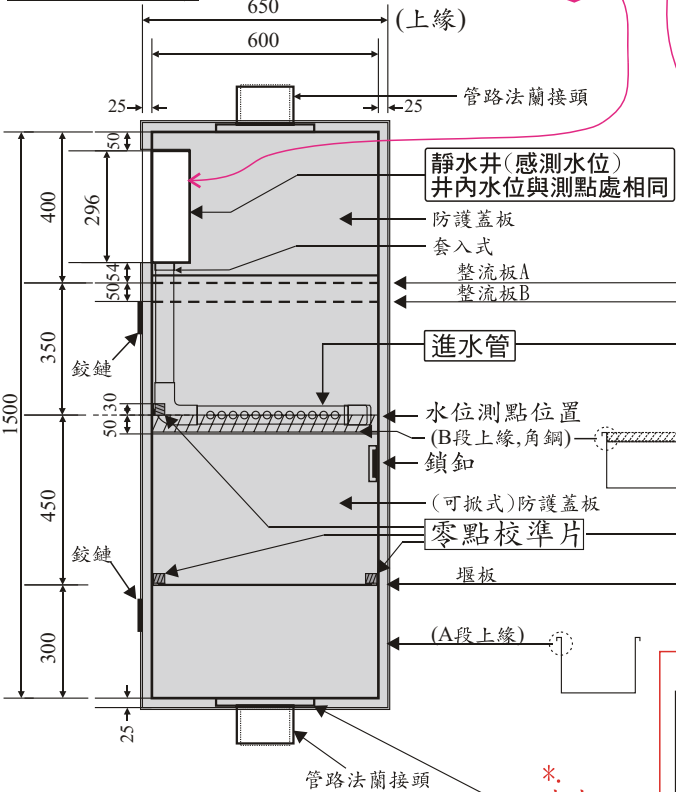 650
(上緣)
600
25
25
管路法蘭接頭
50
靜水井(感測水位)
井內水位與測點處相同
400
296
防護蓋板
套入式
54
整流板A
50
整流板B
350
鉸鏈
進水管
1500
30
50
水位測點位置
(B段上緣,角鋼)
鎖釦
450
(可掀式)防護蓋板
零點校準片
鉸鏈
堰板
300
(A段上緣)
25
管路法蘭接頭
*.